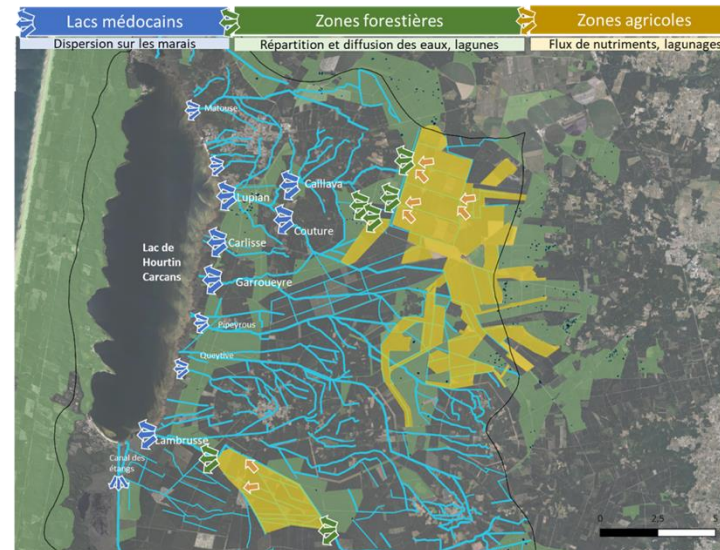 Lacs médocains
Zones forestières
Zones agricoles
Dispersion sur les marais
Répartition et diffusion des eaux, lagunes
Flux de nutriments, lagunages
Matouse
Lupian
Calllava
Couture
Lac de
Hourtin
Carcans
Carlisse
Garroueyre
Pipeyrous
Queytive
Lambrusse
Canal des
étangs
0
2,5